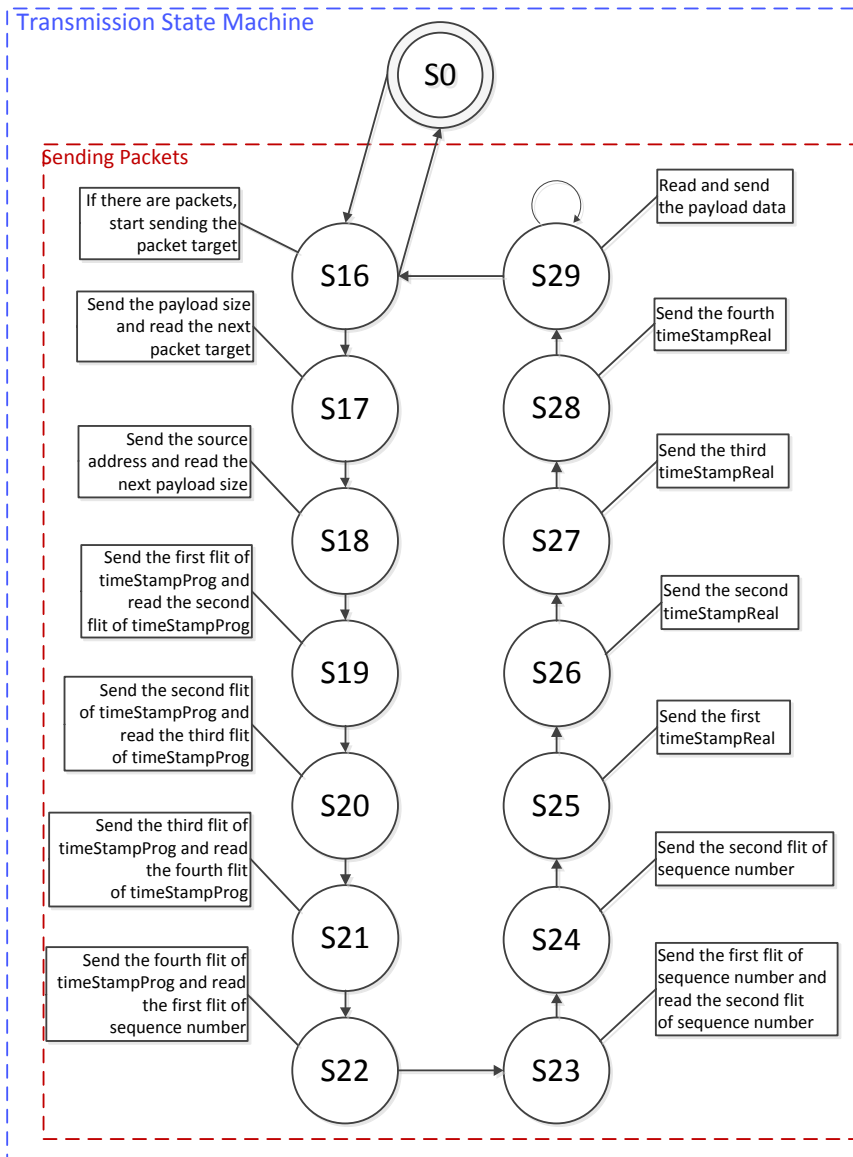 Transmission State Machine
S0
Sending Packets
If there are packets,
start sending the
packet target
S16
Send the payload size
and read the next
packet target
S17
Send the source
address and read the
next payload size
S18
Send the first flit of
timeStampProg and
read the second
flit of timeStampProg
S19
Send the second flit
of timeStampProg and
read the third flit
of timeStampProg
S20
Send the third flit of
timeStampProg and read
the fourth flit
of timeStampProg
S21
Send the fourth flit of
timeStampProg and read
the first flit of
sequence number
S22
Read and send
the payload data
S29
Send the fourth
timeStampReal
S28
Send the third
timeStampReal
S27
Send the second
timeStampReal
S26
Send the first
timeStampReal
S25
Send the second flit of
sequence number
S24
Send the first flit of
sequence number and
read the second flit
of sequence number
S23